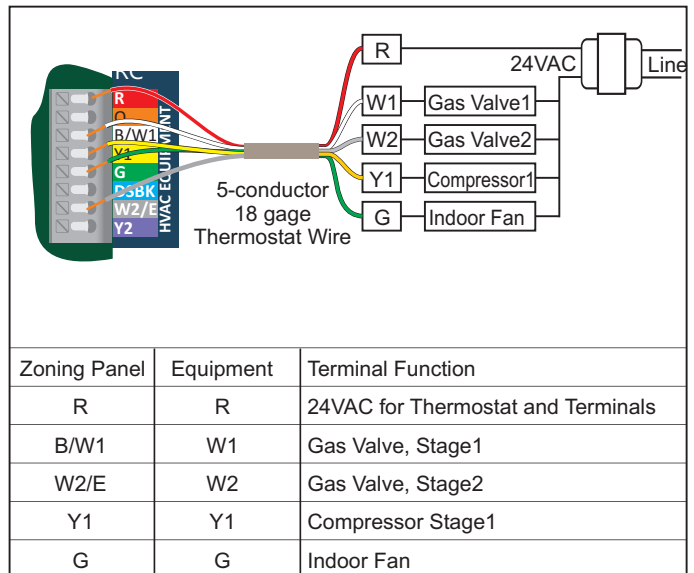 RC
R
O
B/W1
Y1
G
DSBK
W2/E
Y2
HVAC EQUIPMENT
5-conductor
18 gage
Thermostat Wire
R
24VAC
Line
W1 Gas Valve1
W2 Gas Valve2
Y1 Compressor1
G Indoor Fan
Zoning Panel Equipment Terminal Function
R R 24VAC for Thermostat and Terminals
B/W1 W1 Gas Valve, Stage1
W2/E W2 Gas Valve, Stage2
Y1 Y1 Compressor Stage1
G G Indoor Fan